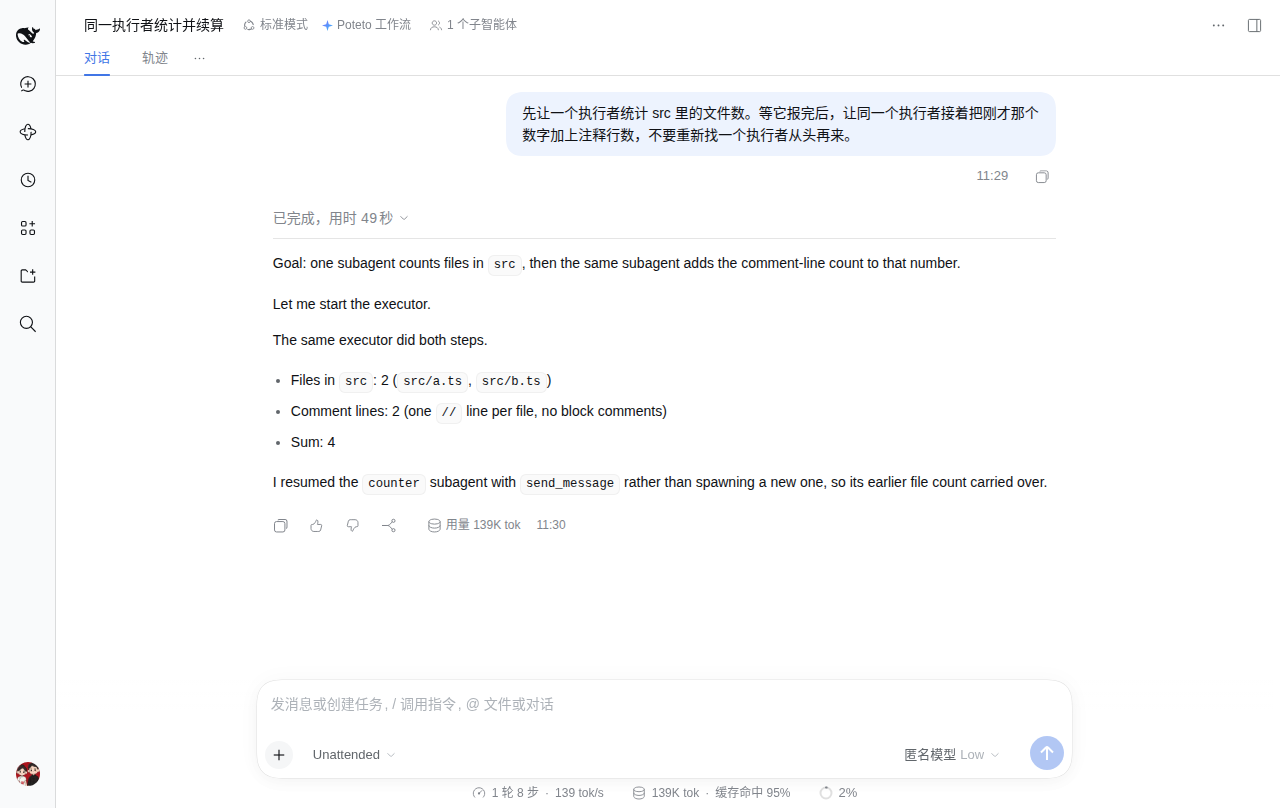 同一执行者统计并续算 标准模式 Poteto 工作流 1 个子智能体 ···
对话 轨迹 ···
先让一个执行者统计 src 里的文件数。等它报完后，让同一个执行者接着把刚才那个
数字加上注释行数，不要重新找一个执行者从头再来。
11:29
已完成，用时 49秒
Goal: one subagent counts files in src, then the same subagent adds the comment-line count to that number.
Let me start the executor.
The same executor did both steps.
• Files in src: 2 (src/a.ts, src/b.ts)
• Comment lines: 2 (one // line per file, no block comments)
• Sum: 4
I resumed the counter subagent with send_message rather than spawning a new one, so its earlier file count carried over.
用量 139K tok 11:30
发消息或创建任务, / 调用指令, @ 文件或对话
Unattended 匿名模型 Low
1 轮 8 步 · 139 tok/s 139K tok · 缓存命中 95% 2%